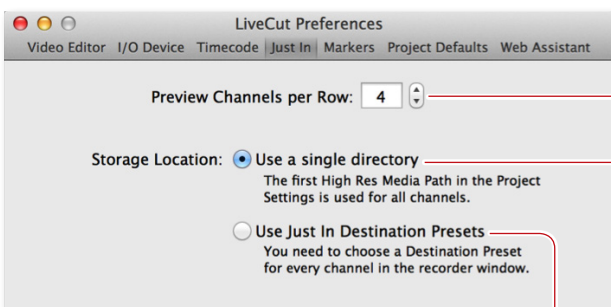 LiveCut Preferences
Video Editor I/O Device Timecode Just In Markers Project Defaults Web Assistant
Preview Channels per Row: 4
Storage Location: Use a single directory
The first High Res Media Path in the Project
Settings is used for all channels.
Use Just In Destination Presets
You need to choose a Destination Preset
for every channel in the recorder window.